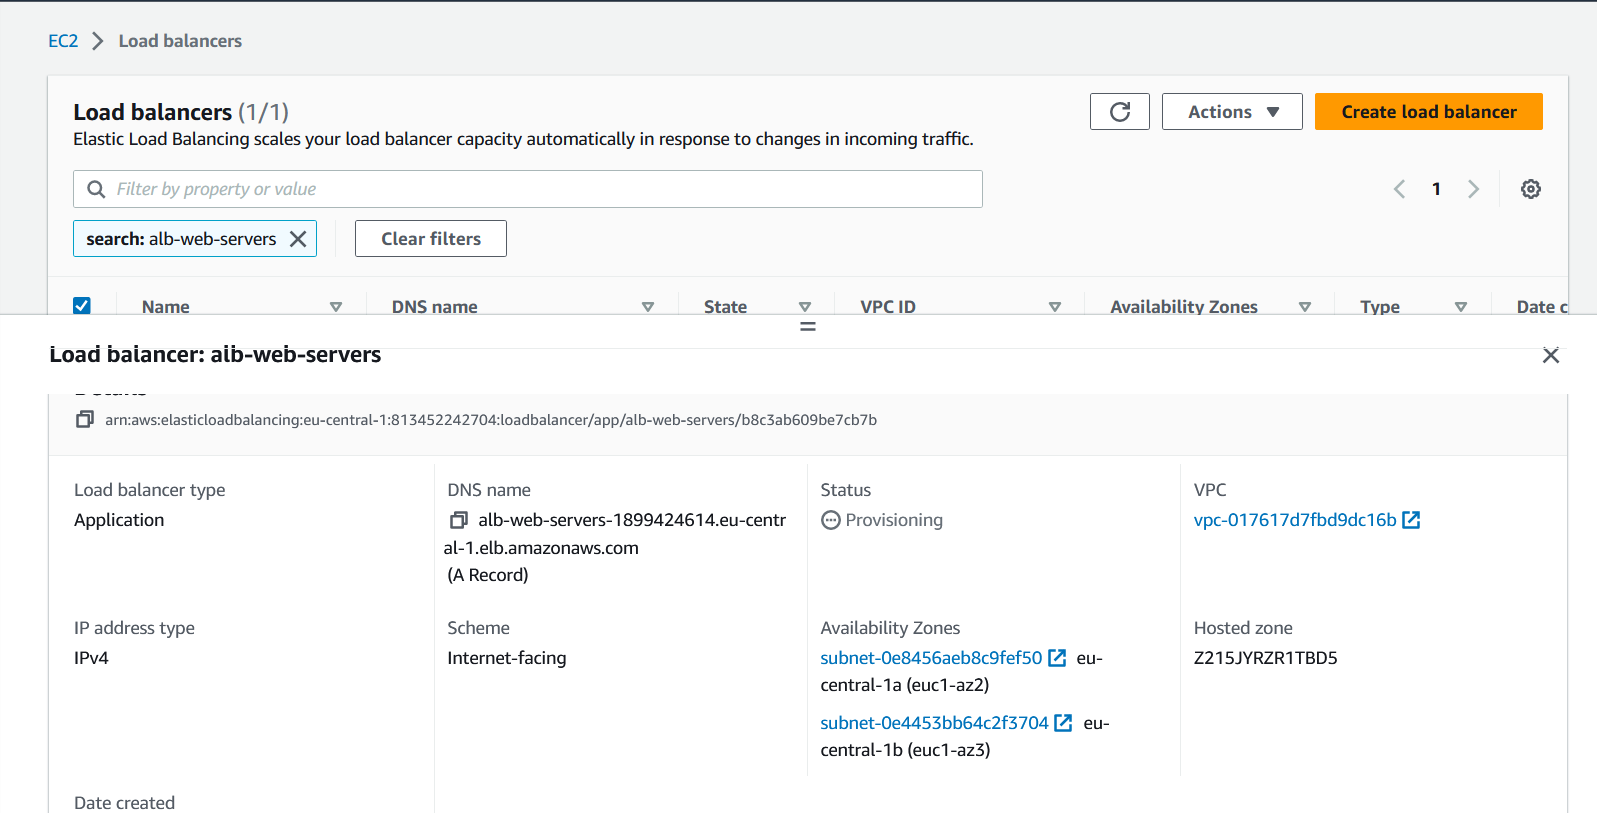 EC2 Load balancers
Load balancers (1/1)
Actions
Create load balancer
Elastic Load Balancing scales your load balancer capacity automatically in response to changes in incoming traffic.
Filter by property or value
1
search: alb-web-servers
Clear filters
Name DNS name State VPC ID Availability Zones Type Date c
Load balancer: alb-web-servers
Details
arn:aws:elasticloadbalancing:eu-central-1:813452242704:loadbalancer/app/alb-web-servers/b8c3ab609be7cb7b
Load balancer type
Application
DNS name
alb-web-servers-1899424614.eu-centr
al-1.elb.amazonaws.com
(A Record)
Status
Provisioning
VPC
vpc-017617d7fbd9dc16b
IP address type
IPv4
Scheme
Internet-facing
Availability Zones
subnet-0e8456aeb8c9fef50 eu-
central-1a (euc1-az2)
subnet-0e4453bb64c2f3704 eu-
central-1b (euc1-az3)
Hosted zone
Z215JYRZR1TBD5
Date created